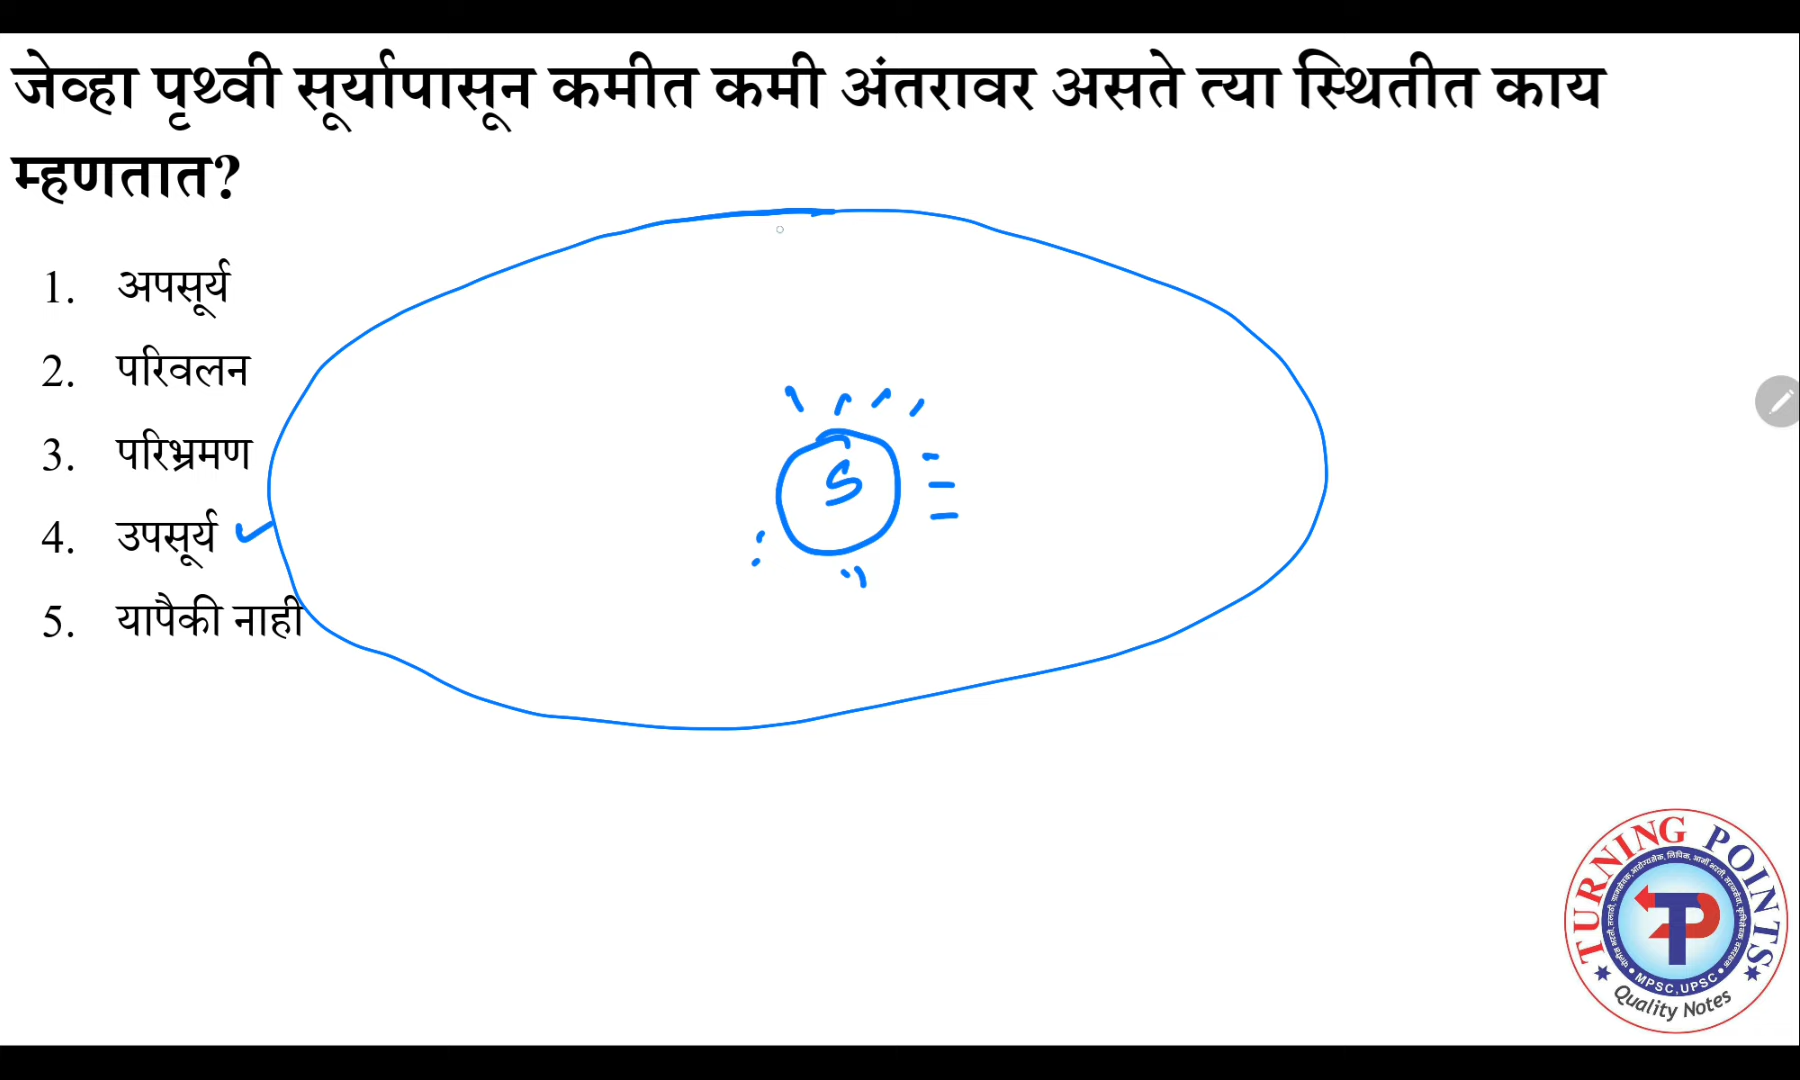 जेव्हा पृथ्वी सूर्यापासून कमीत कमी अंतरावर असते त्या स्थितीत काय
म्हणतात?
1. अपसूर्य
2. परिवलन
3. परिभ्रमण
4. उपसूर्य
5. यापैकी नाही
S
TURNING POINTS
TP
MPSC, UPSC
Quality Notes